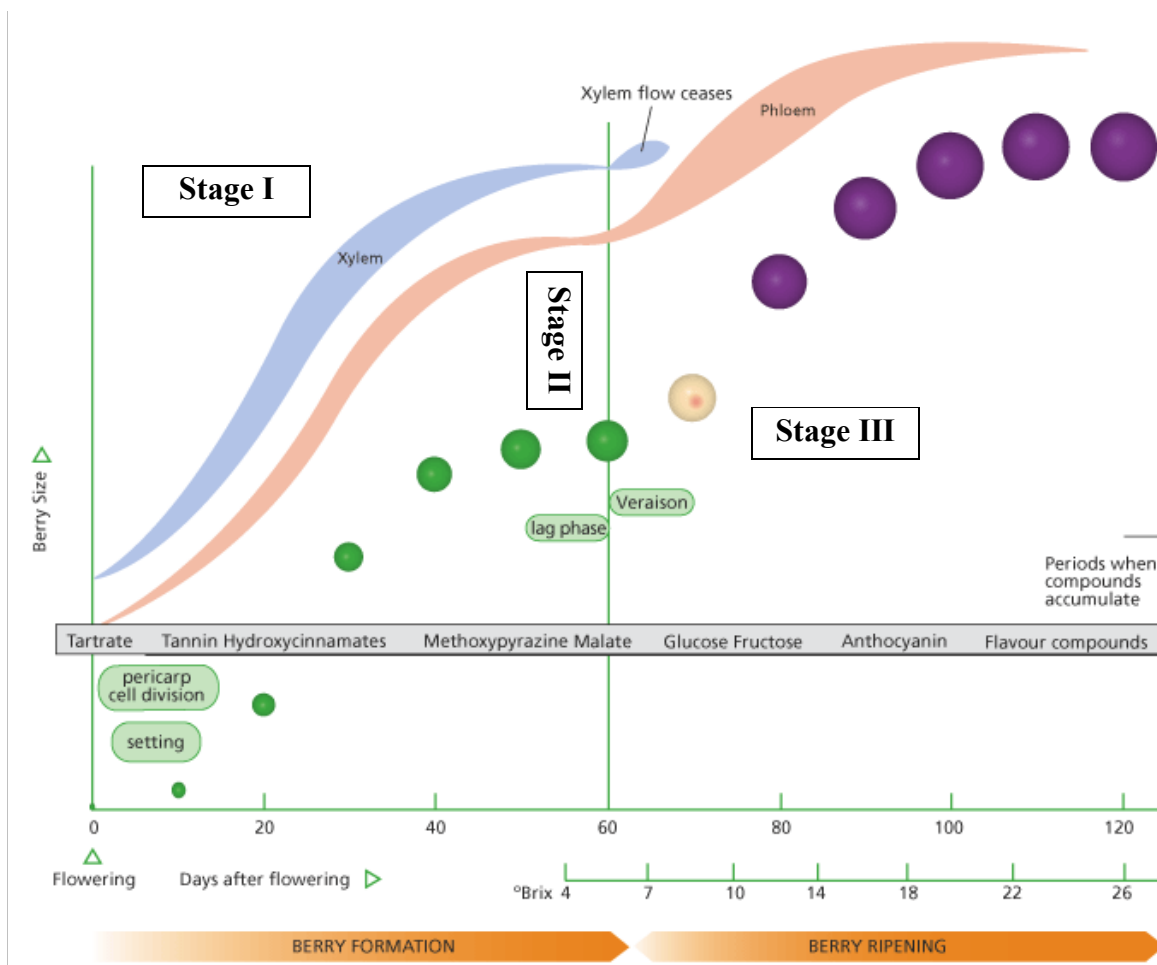 Xylem flow ceases
Phloem
Stage I
Xylem
Stage II
Stage III
Berry Size
Veraison
lag phase
Periods when
compounds
accumulate
Tartrate Tannin Hydroxycinnamates Methoxypyrazine Malate Glucose Fructose Anthocyanin Flavour compounds
pericarp
cell division
setting
0 20 40 60 80 100 120
Flowering Days after flowering
ºBrix 4 7 10 14 18 22 26
BERRY FORMATION BERRY RIPENING